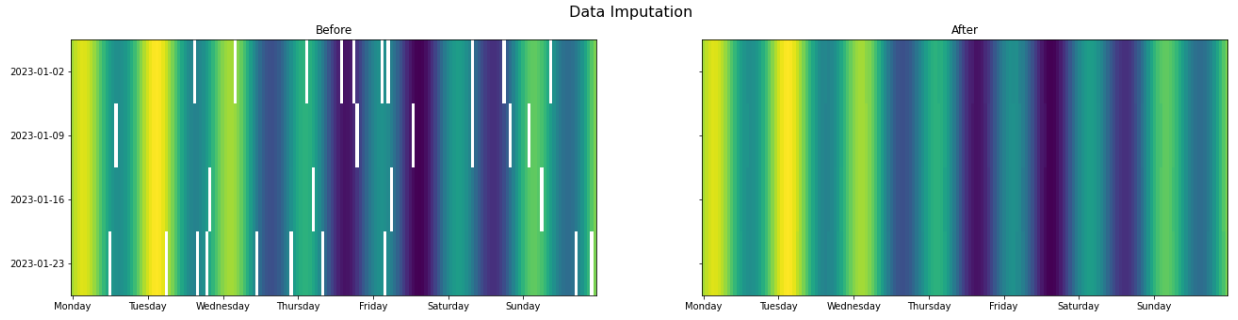 Data Imputation
Before
After
2023-01-02
2023-01-09
2023-01-16
2023-01-23
Monday Tuesday Wednesday Thursday Friday Saturday Sunday
Monday Tuesday Wednesday Thursday Friday Saturday Sunday